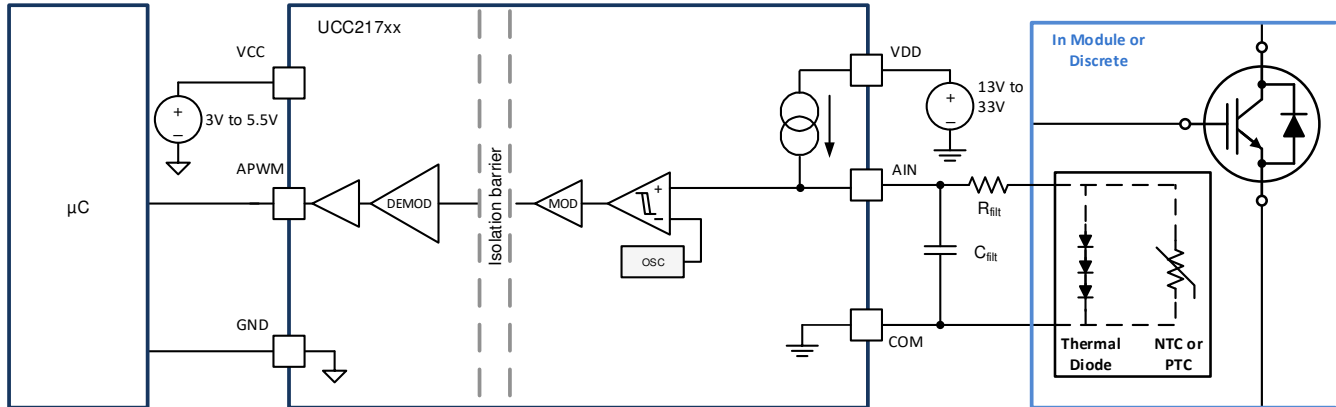 UCC217xx
In Module or
Discrete
VCC
VDD
+
−
3V to 5.5V
+
−
13V to
33V
μC
APWM
DEMOD
Isolation barrier
MOD
+
−
OSC
AIN
Rfilt
Cfilt
GND
COM
Thermal
Diode
NTC or
PTC